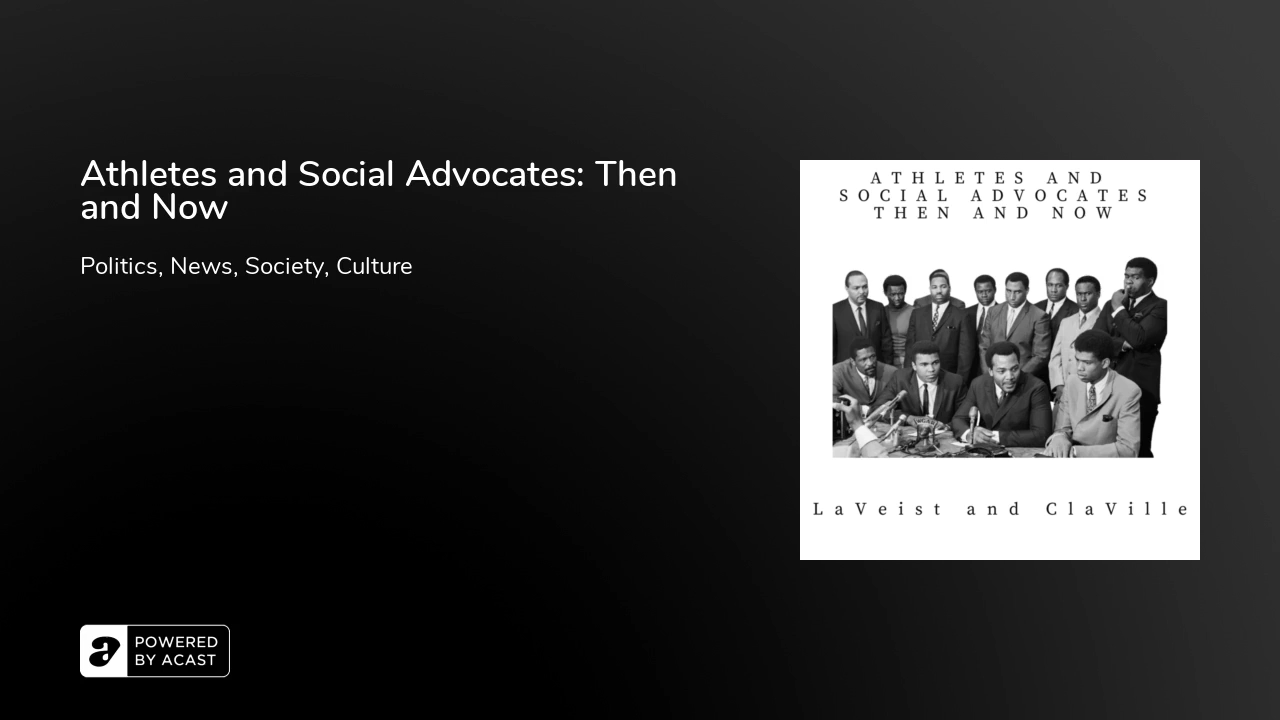 Athletes and Social Advocates: Then
and Now
Politics, News, Society, Culture
ATHLETES AND
SOCIAL ADVOCATES
THEN AND NOW
LaVeist and ClaVille
POWERED
BY ACAST